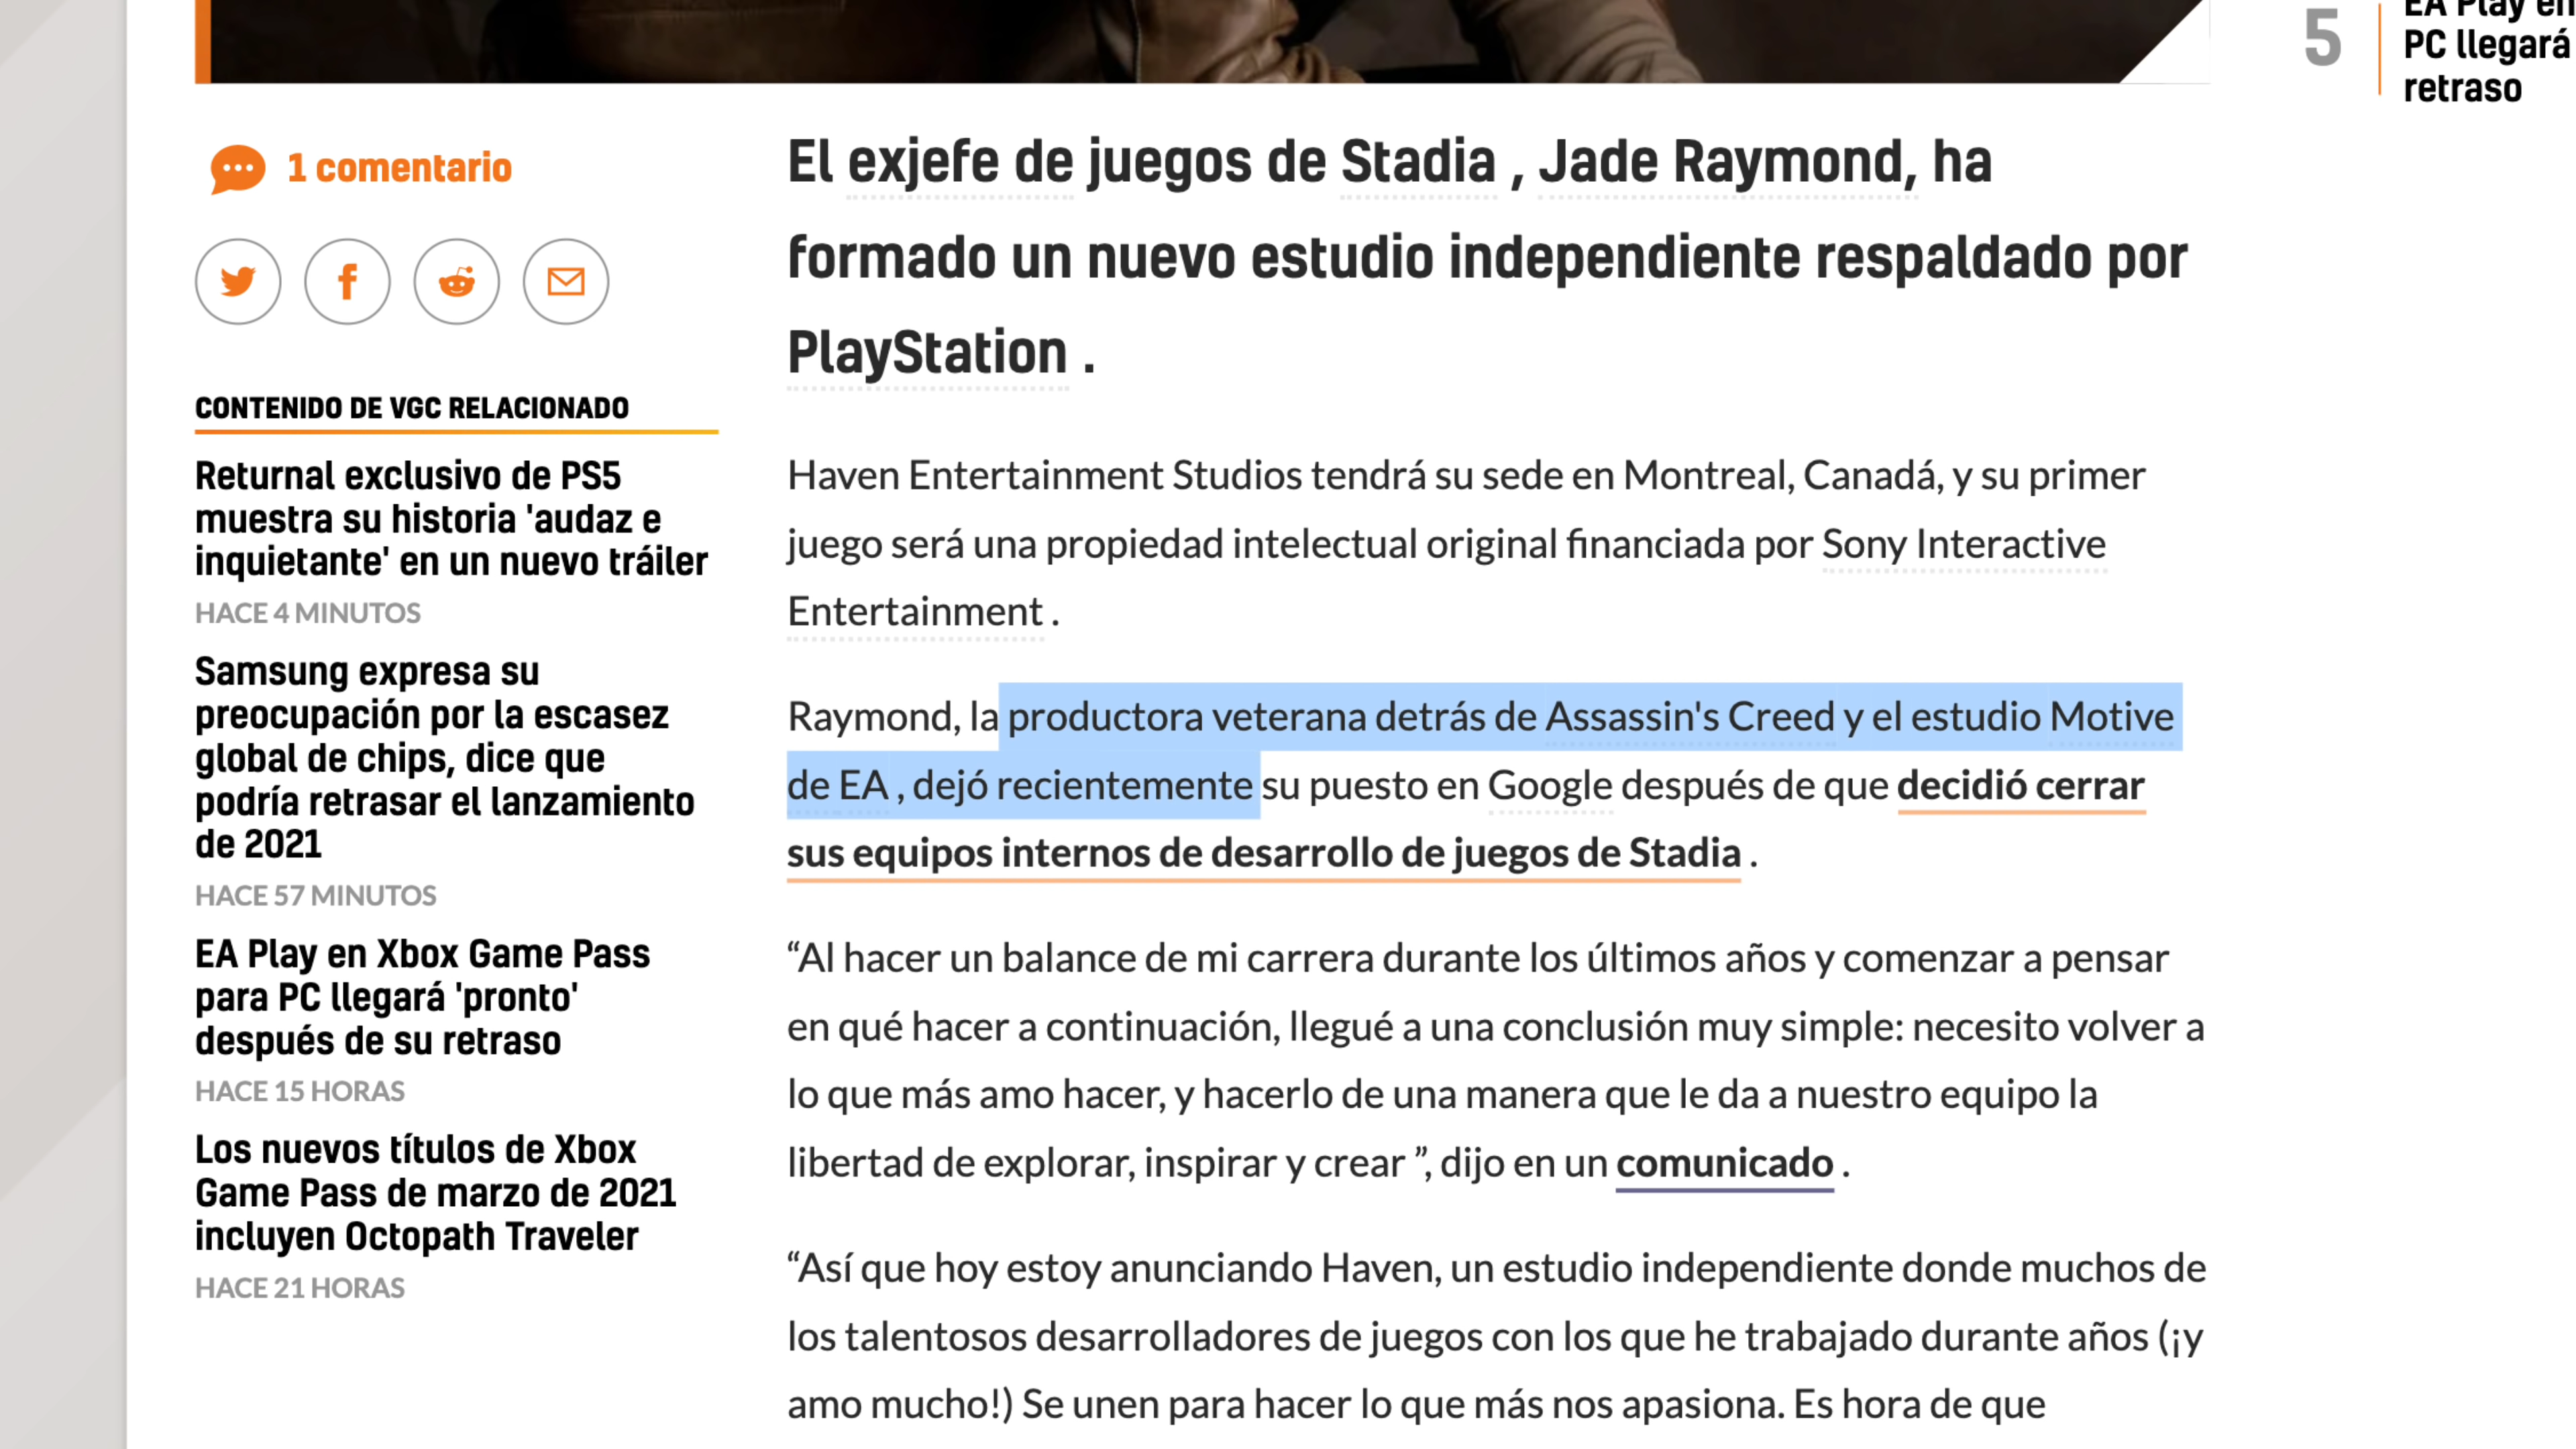 1 comentario
CONTENIDO DE VGC RELACIONADO
Returnal exclusivo de PS5
muestra su historia 'audaz e
inquietante' en un nuevo tráiler
HACE 4 MINUTOS
Samsung expresa su
preocupación por la escasez
global de chips, dice que
podría retrasar el lanzamiento
de 2021
HACE 57 MINUTOS
EA Play en Xbox Game Pass
para PC llegará 'pronto'
después de su retraso
HACE 15 HORAS
Los nuevos títulos de Xbox
Game Pass de marzo de 2021
incluyen Octopath Traveler
HACE 21 HORAS
El exjefe de juegos de Stadia , Jade Raymond, ha
formado un nuevo estudio independiente respaldado por
PlayStation .
Haven Entertainment Studios tendrá su sede en Montreal, Canadá, y su primer
juego será una propiedad intelectual original financiada por Sony Interactive
Entertainment .
Raymond, la productora veterana detrás de Assassin's Creed y el estudio Motive
de EA , dejó recientemente su puesto en Google después de que decidió cerrar
sus equipos internos de desarrollo de juegos de Stadia .
“Al hacer un balance de mi carrera durante los últimos años y comenzar a pensar
en qué hacer a continuación, llegué a una conclusión muy simple: necesito volver a
lo que más amo hacer, y hacerlo de una manera que le da a nuestro equipo la
libertad de explorar, inspirar y crear ”, dijo en un comunicado .
“Así que hoy estoy anunciando Haven, un estudio independiente donde muchos de
los talentosos desarrolladores de juegos con los que he trabajado durante años (¡y
amo mucho!) Se unen para hacer lo que más nos apasiona. Es hora de que
5
EA Play en
PC llegará
retraso